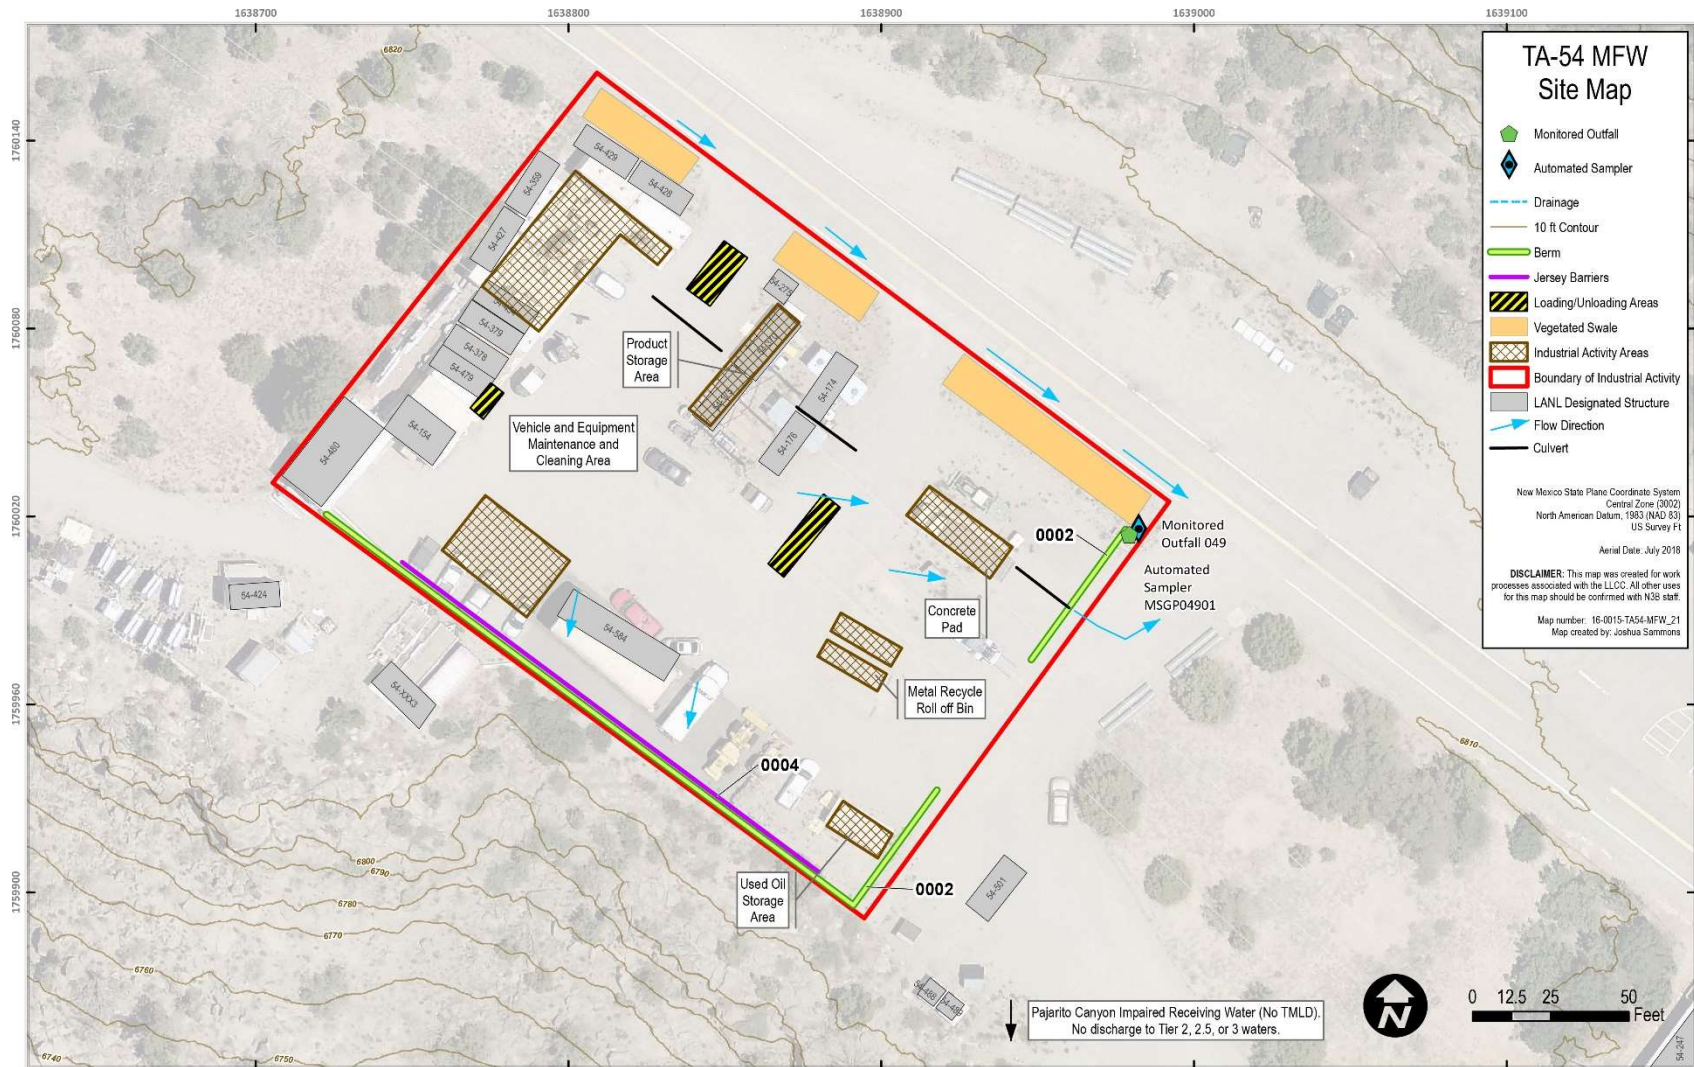 1638700
1638800
1638900
1639000
1639100
1760140
1760080
1760020
1759960
1759900
6820
54-429
54-428
54-359
54-427
54-379
54-378
54-479
54-154
54-480
54-275
54-174
54-176
54-424
54-XXX3
54-584
54-501
54-488
54-247
Product
Storage
Area
Vehicle and Equipment
Maintenance and
Cleaning Area
0002
Monitored
Outfall 049
Automated
Sampler
MSGP04901
Concrete
Pad
Metal Recycle
Roll off Bin
0004
Used Oil
Storage
Area
0002
6810
6800
6790
6780
6770
6760
6750
6740
Pajarito Canyon Impaired Receiving Water (No TMLD).
No discharge to Tier 2, 2.5, or 3 waters.
N
0 12.5 25 50
Feet
TA-54 MFW
Site Map
Monitored Outfall
Automated Sampler
Drainage
10 ft Contour
Berm
Jersey Barriers
Loading/Unloading Areas
Vegetated Swale
Industrial Activity Areas
Boundary of Industrial Activity
LANL Designated Structure
Flow Direction
Culvert
New Mexico State Plane Coordinate System
Central Zone (3002)
North American Datum, 1983 (NAD 83)
US Survey Ft
Aerial Date: July 2018
DISCLAIMER: This map was created for work
processes associated with the LLCC. All other uses
for this map should be confirmed with N3B staff.
Map number: 16-0015-TA54-MFW_21
Map created by: Joshua Sammons